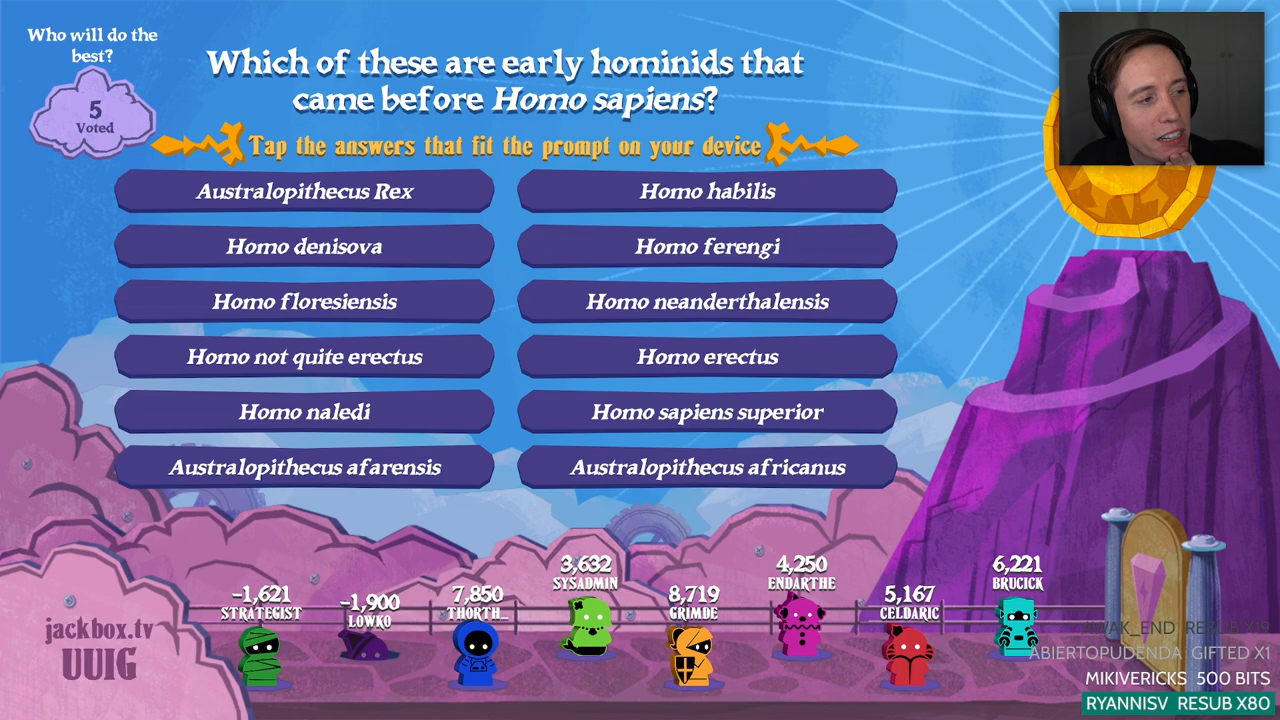 Who will do the
best?
5
Voted
Which of these are early hominids that
came before Homo sapiens?
Tap the answers that fit the prompt on your device
Australopithecus Rex
Homo habilis
Homo denisova
Homo ferengi
Homo floresiensis
Homo neanderthalensis
Homo not quite erectus
Homo erectus
Homo naledi
Homo sapiens superior
Australopithecus afarensis
Australopithecus africanus
-1,621
STRATEGIST
-1,900
LOWKO
7,850
THORTH
3,632
SYSADMIN
8,719
GRIMDE
4,250
ENDARTHE
5,167
CELDARIC
6,221
BRUCICK
jackbox.tv
UUIG
RESUB X19
ABIERTOPUDENDA GIFTED X1
MIKIVERICKS 500 BITS
RYANNISV RESUB X80